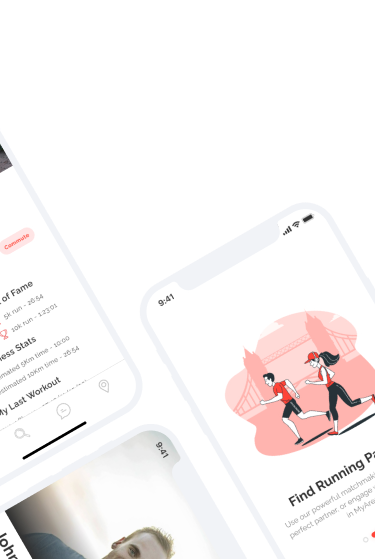 Commute
of Fame
5k run - 26:54
10k run - 1:23:01
ness Stats
5Km time - 30:00
estimated 10Km time - 26:54
My Last Workout
9:41
Find Running Pa
Use our powerful matchmaki
perfect partner, or engage
in MyAre
9:41
John